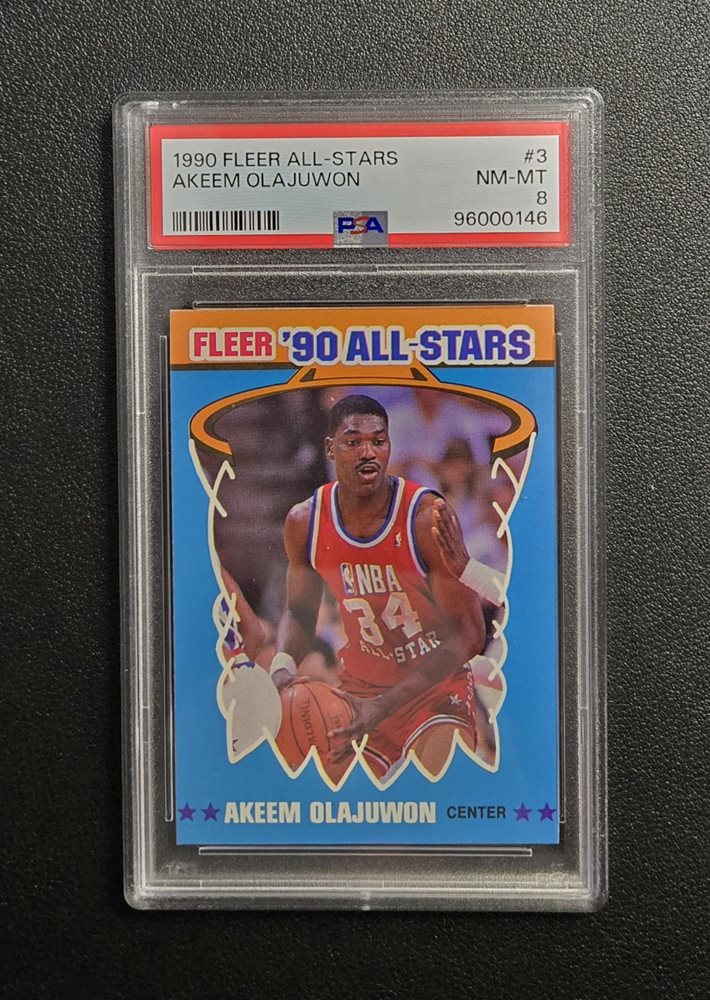 1990 FLEER ALL-STARS #3
AKEEM OLAJUWON NM-MT
8
PSA 96000146
FLEER '90 ALL-STARS
NBA
34
ALL-STAR
SPALDING
AKEEM OLAJUWON CENTER